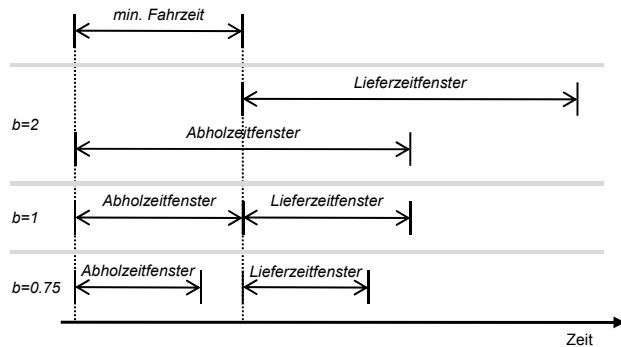 min. Fahrzeit
Lieferzeitfenster
b=2
Abholzeitfenster
Abholzeitfenster Lieferzeitfenster
b=1
Abholzeitfenster Lieferzeitfenster
b=0.75
Zeit